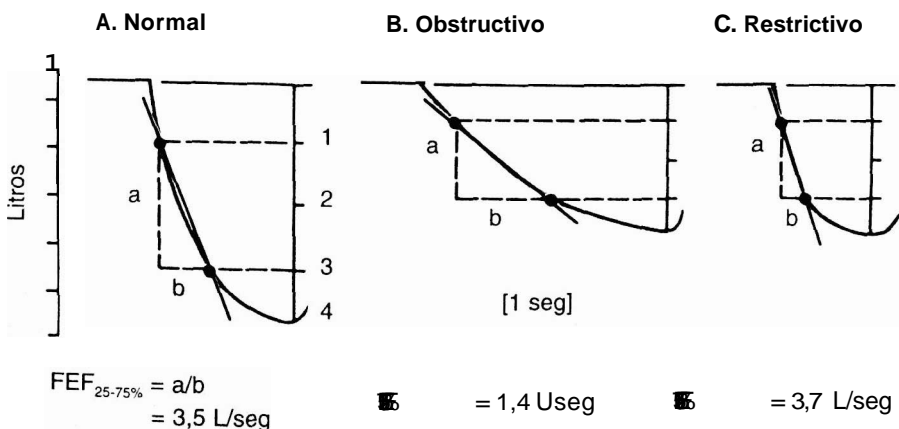 A. Normal
B. Obstructivo
C. Restrictivo
1
Litros
a
b
1
2
3
4
a
b
a
b
[1 seg]
FEF25-75% = a/b
= 3,5 L/seg
= 1,4 Useg
= 3,7 L/seg